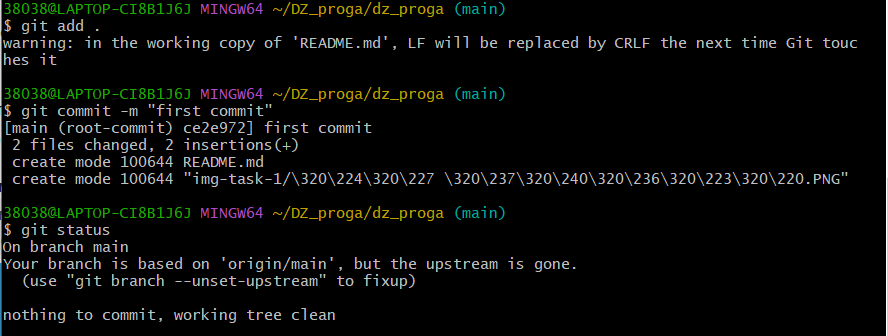 38038@LAPTOP-CI8B1J6J MINGW64 ~/DZ_proga/dz_proga (main)
$ git add .
warning: in the working copy of 'README.md', LF will be replaced by CRLF the next time Git touc
hes it
38038@LAPTOP-CI8B1J6J MINGW64 ~/DZ_proga/dz_proga (main)
$ git commit -m "first commit"
[main (root-commit) ce2e972] first commit
 2 files changed, 2 insertions(+)
 create mode 100644 README.md
 create mode 100644 "img-task-1/\320\224\320\227 \320\237\320\240\320\236\320\223\320\220.PNG"
38038@LAPTOP-CI8B1J6J MINGW64 ~/DZ_proga/dz_proga (main)
$ git status
On branch main
Your branch is based on 'origin/main', but the upstream is gone.
  (use "git branch --unset-upstream" to fixup)
nothing to commit, working tree clean